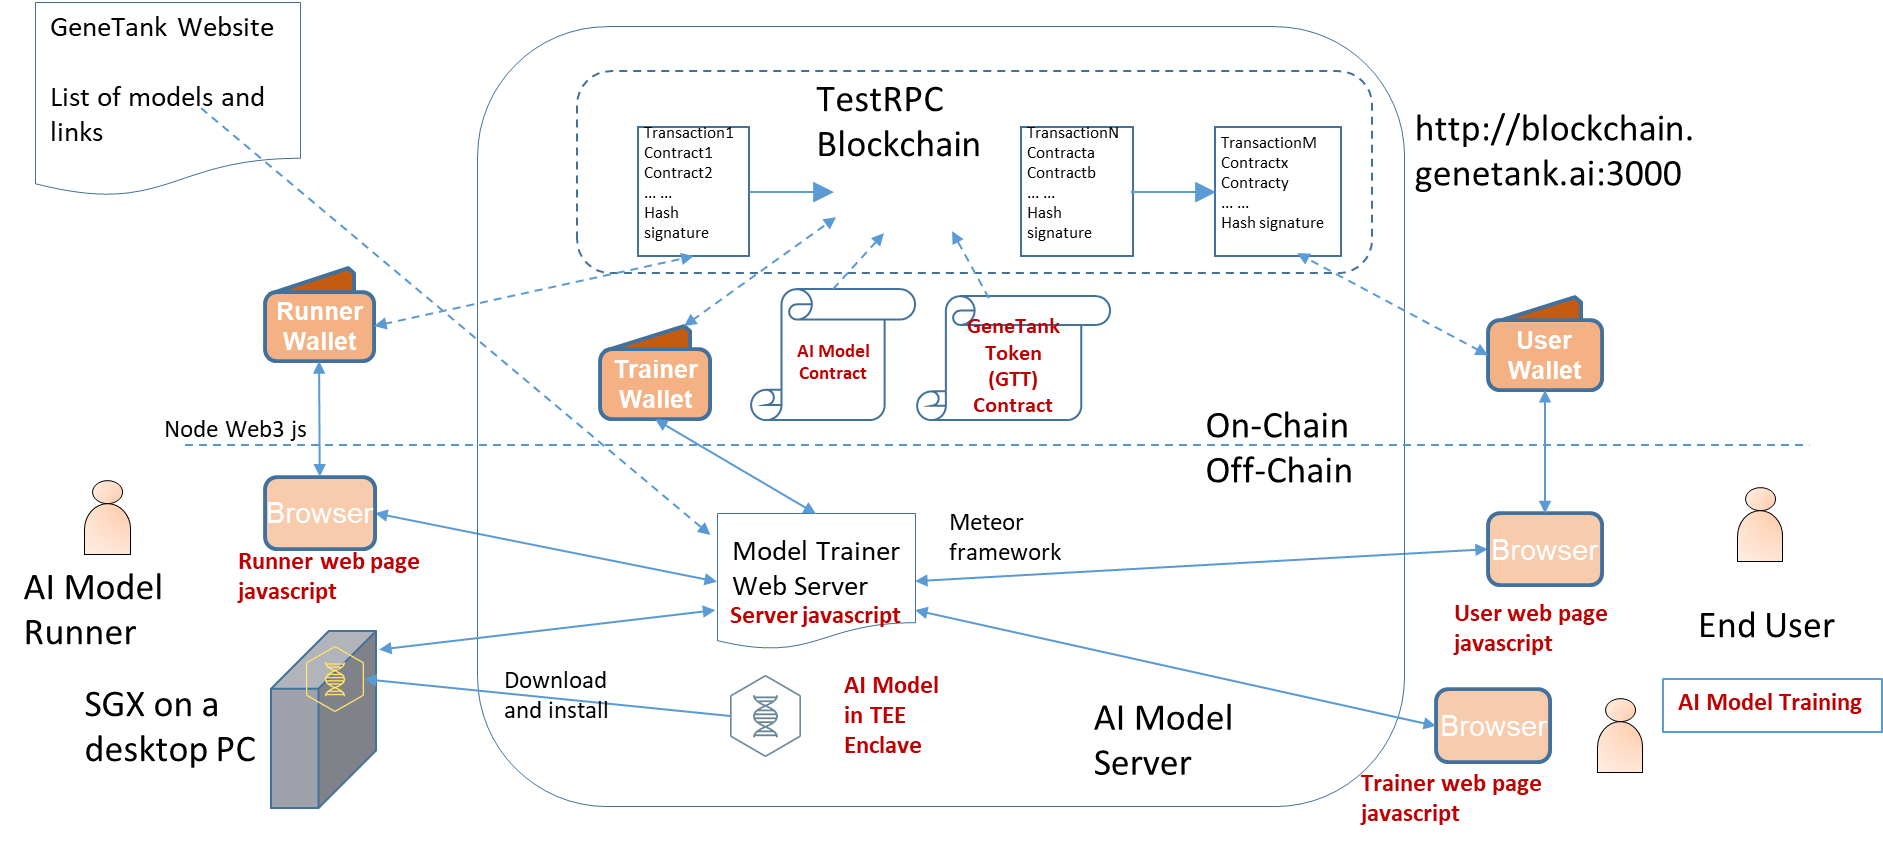 GeneTank Website
List of models and
links
TestRPC
Blockchain
Transaction1
Contract1
Contract2
... ...
Hash
signature
TransactionN
Contracta
Contractb
... ...
Hash
signature
TransactionM
Contractx
Contracty
... ...
Hash signature
http://blockchain.
genetank.ai:3000
Runner
Wallet
Trainer
Wallet
AI Model
Contract
GeneTank
Token
(GTT)
Contract
User
Wallet
Node Web3 js
On-Chain
Off-Chain
Browser
Runner web page
javascript
AI Model
Runner
Model Trainer
Web Server
Server javascript
Meteor
framework
Browser
User web page
javascript
End User
SGX on a
desktop PC
Download
and install
AI Model
in TEE
Enclave
AI Model
Server
Browser
Trainer web page
javascript
AI Model Training